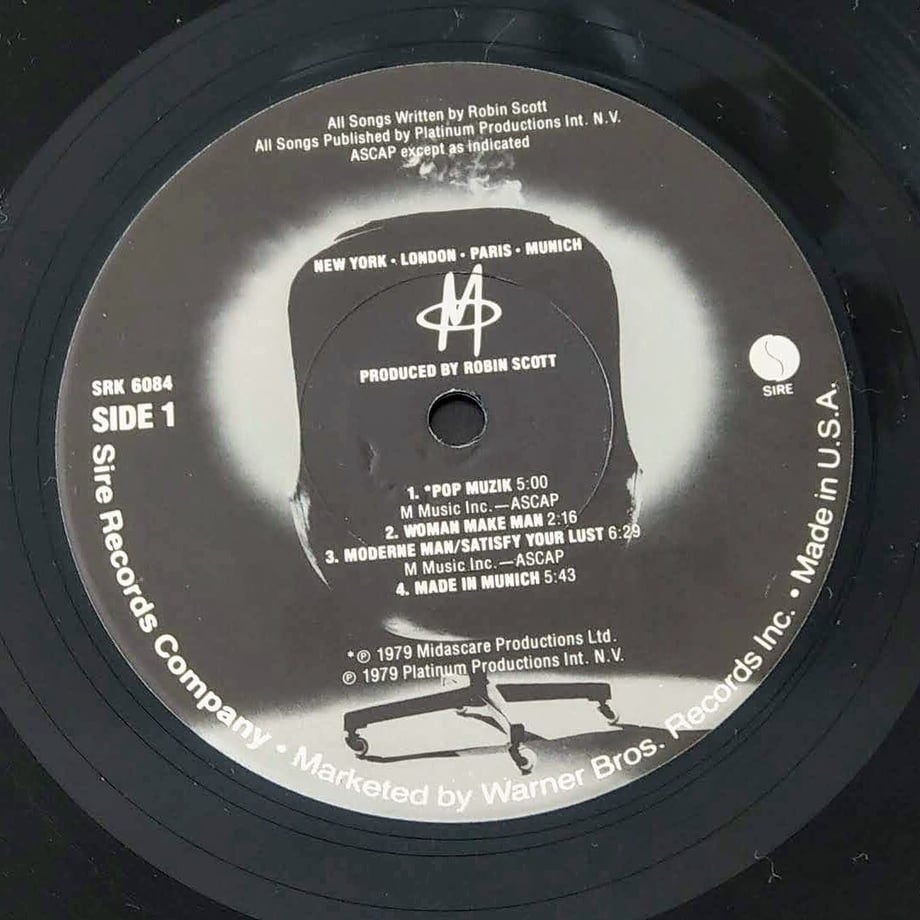 All Songs Written by Robin Scott
All Songs Published by Platinum Productions Int. N.V.
ASCAP except as indicated
NEW YORK • LONDON • PARIS • MUNICH
M
PRODUCED BY ROBIN SCOTT
SRK 6084
SIDE 1
SIRE
1. *POP MUZIK 5:00
M Music Inc.—ASCAP
2. WOMAN MAKE MAN 2:16
3. MODERNE MAN/SATISFY YOUR LUST 6:29
M Music Inc.—ASCAP
4. MADE IN MUNICH 5:43
*℗ 1979 Midascare Productions Ltd.
℗ 1979 Platinum Productions Int. N.V.
Sire Records Company • Marketed by Warner Bros. Records Inc. • Made in U.S.A.